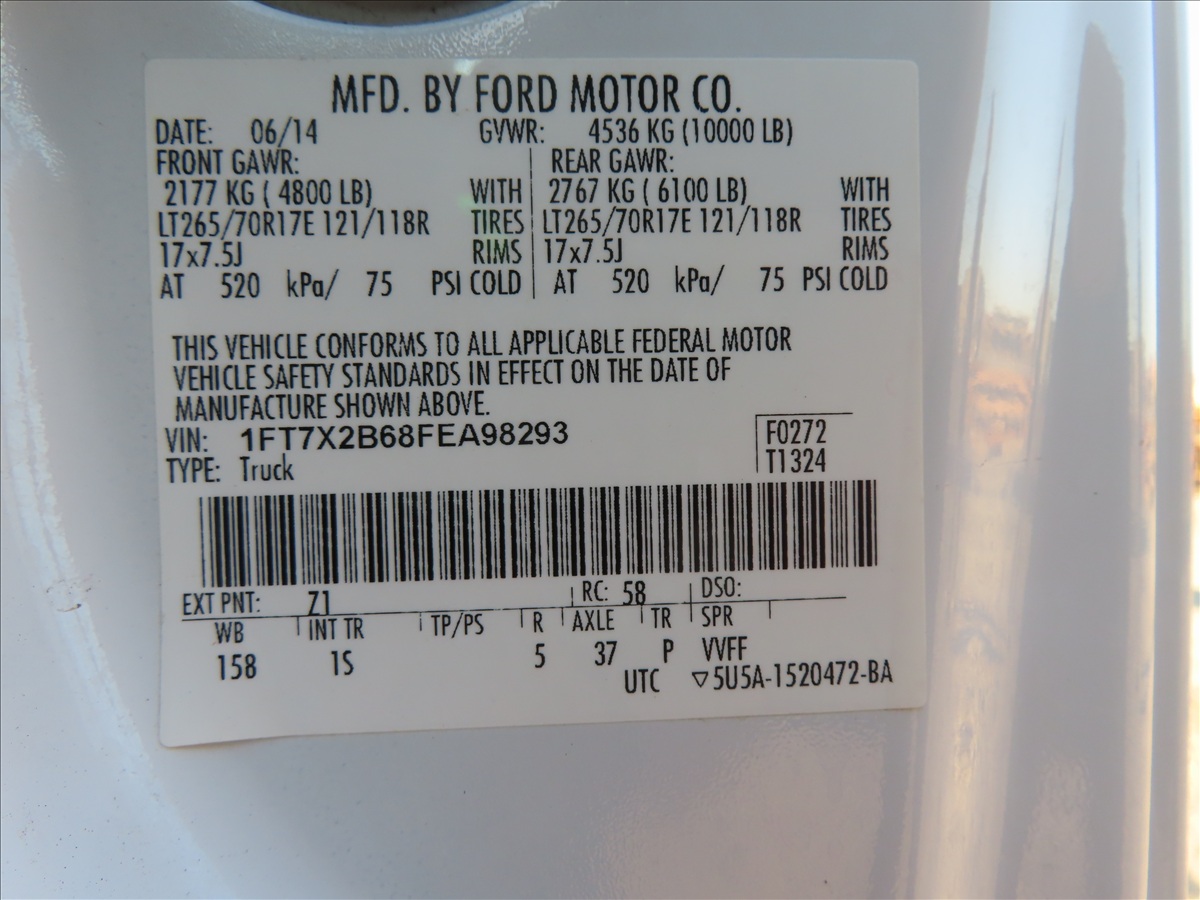 MFD. BY FORD MOTOR CO.
DATE: 06/14 GVWR: 4536 KG (10000 LB)
FRONT GAWR: REAR GAWR:
2177 KG ( 4800 LB) WITH 2767 KG ( 6100 LB) WITH
LT265/70R17E 121/118R TIRES LT265/70R17E 121/118R TIRES
17x7.5J RIMS 17x7.5J RIMS
AT 520 kPa/ 75 PSI COLD AT 520 kPa/ 75 PSI COLD
THIS VEHICLE CONFORMS TO ALL APPLICABLE FEDERAL MOTOR
VEHICLE SAFETY STANDARDS IN EFFECT ON THE DATE OF
MANUFACTURE SHOWN ABOVE.
VIN: 1FT7X2B68FEA98293 F0272
TYPE: Truck T1324
EXT PNT: Z1 RC: 58 DSO:
WB INT TR TP/PS R AXLE TR SPR
158 1S 5 37 P VVFF
UTC ▽5U5A-1520472-BA